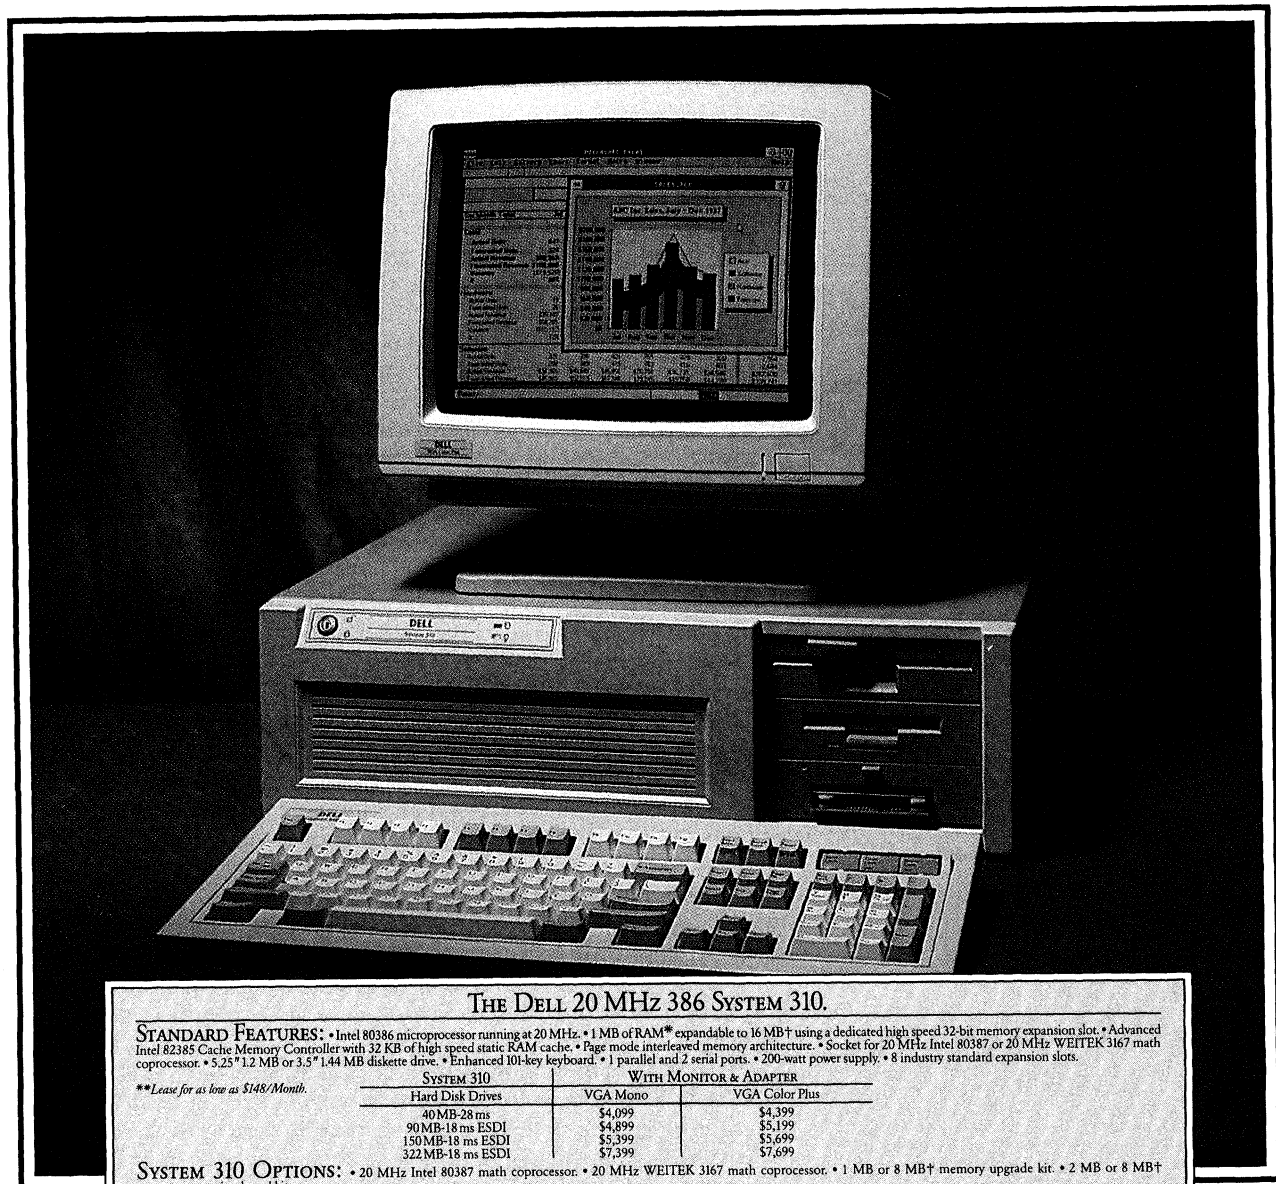 Microsoft Excel
DELL
DELL
System 310
DELL
THE DELL 20 MHz 386 SYSTEM 310.
STANDARD FEATURES: • Intel 80386 microprocessor running at 20 MHz. • 1 MB of RAM* expandable to 16 MB† using a dedicated high speed 32-bit memory expansion slot. • Advanced
Intel 82385 Cache Memory Controller with 32 KB of high speed static RAM cache. • Page mode interleaved memory architecture. • Socket for 20 MHz Intel 80387 or 20 MHz WEITEK 3167 math
coprocessor. • 5.25" 1.2 MB or 3.5" 1.44 MB diskette drive. • Enhanced 101-key keyboard. • 1 parallel and 2 serial ports. • 200-watt power supply. • 8 industry standard expansion slots.
**Lease for as low as $148/Month.
SYSTEM 310 WITH MONITOR & ADAPTER
Hard Disk Drives VGA Mono VGA Color Plus
40 MB-28 ms $4,099 $4,399
90 MB-18 ms ESDI $4,899 $5,199
150 MB-18 ms ESDI $5,399 $5,699
322 MB-18 ms ESDI $7,399 $7,699
SYSTEM 310 OPTIONS: • 20 MHz Intel 80387 math coprocessor. • 20 MHz WEITEK 3167 math coprocessor. • 1 MB or 8 MB† memory upgrade kit. • 2 MB or 8 MB†